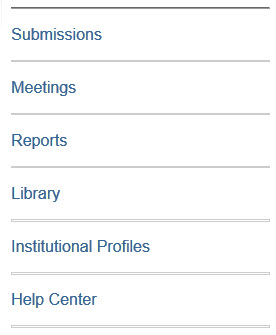 Submissions
Meetings
Reports
Library
Institutional Profiles
Help Center